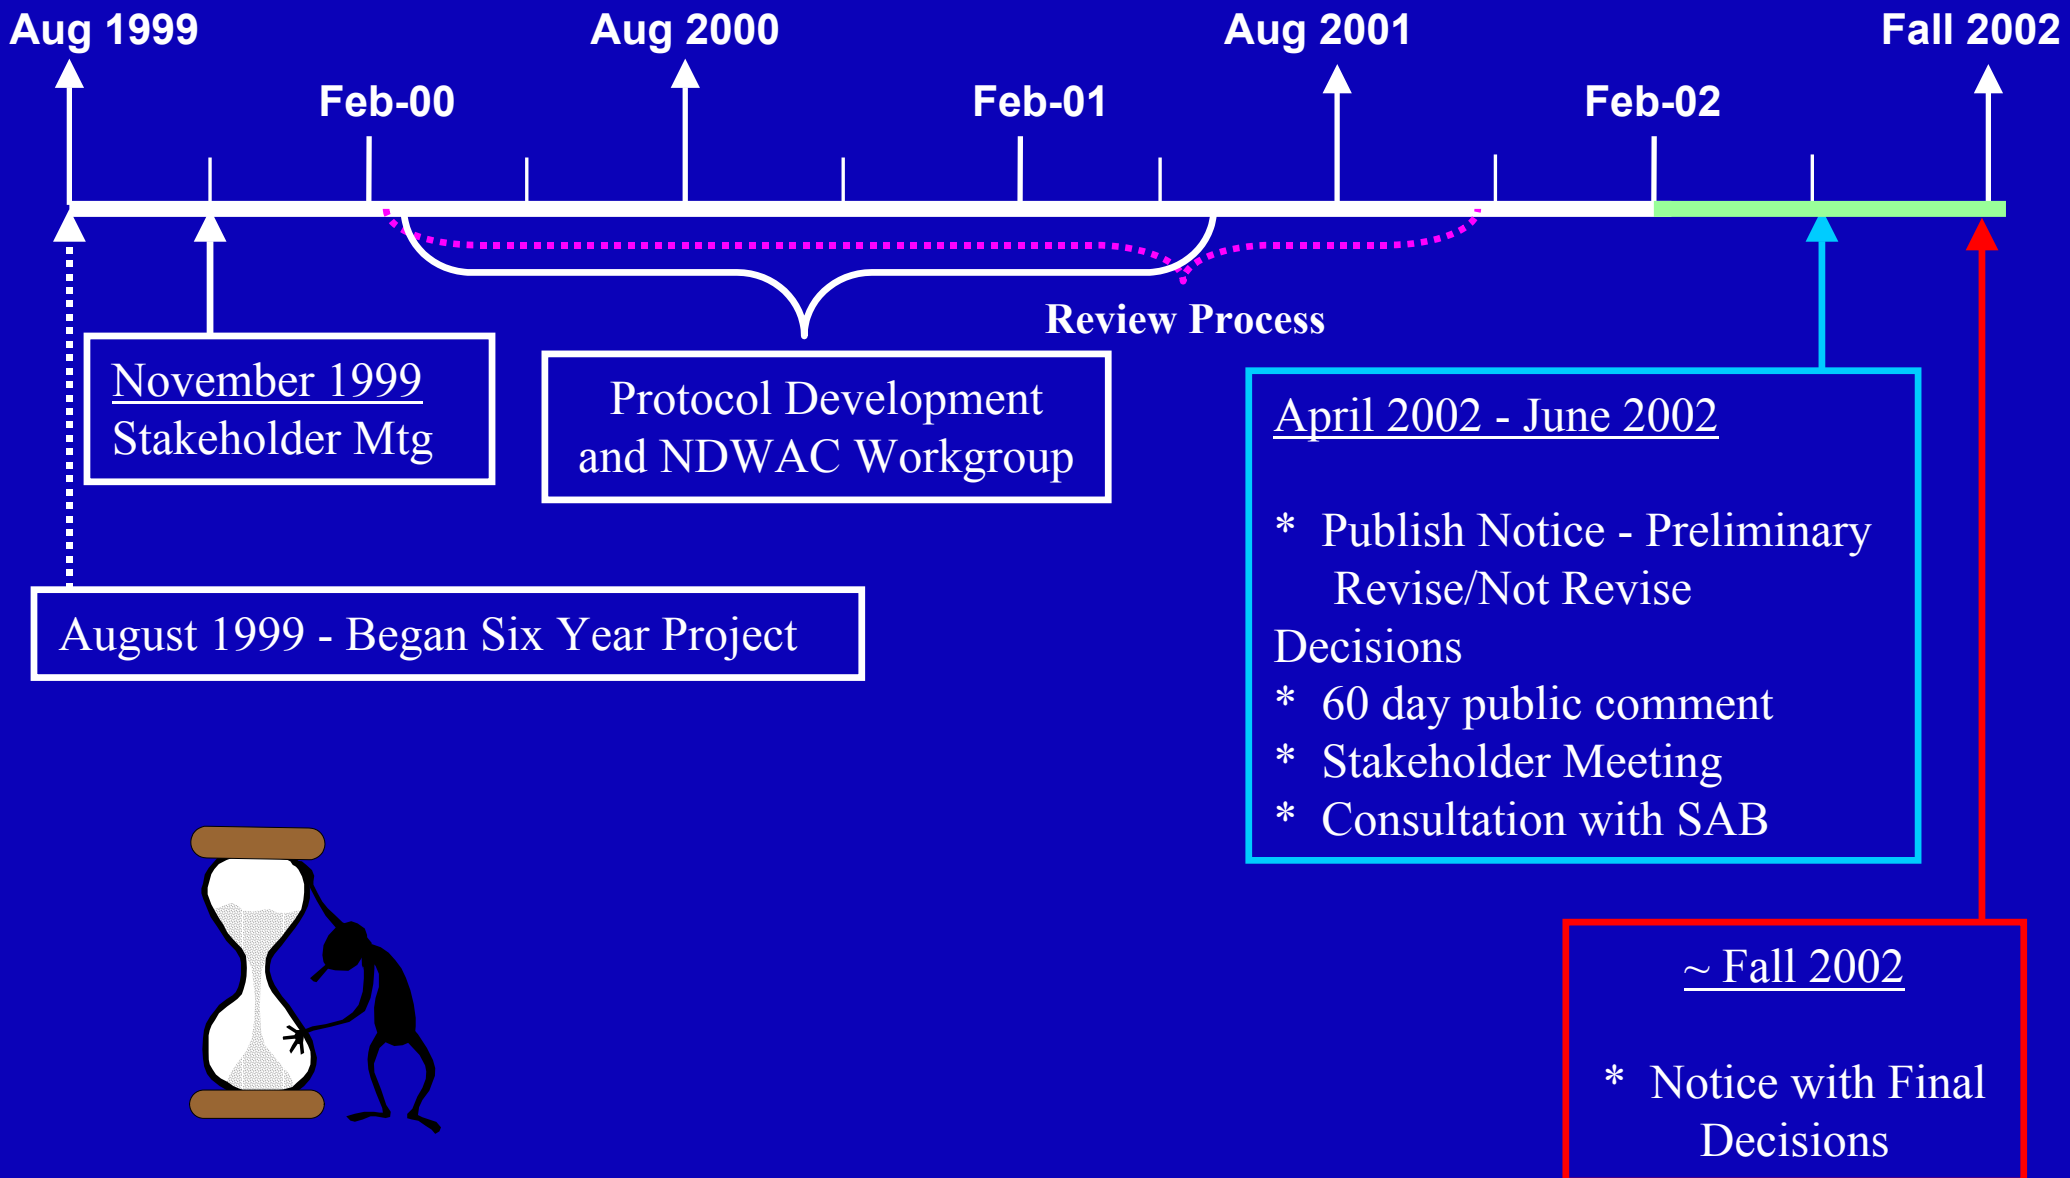 Aug 1999
Aug 2000
Aug 2001
Fall 2002
Feb-00
Feb-01
Feb-02
Review Process
November 1999
Stakeholder Mtg
Protocol Development
and NDWAC Workgroup
August 1999 - Began Six Year Project
April 2002 - June 2002
* Publish Notice - Preliminary
Revise/Not Revise
Decisions
* 60 day public comment
* Stakeholder Meeting
* Consultation with SAB
~ Fall 2002
* Notice with Final
Decisions